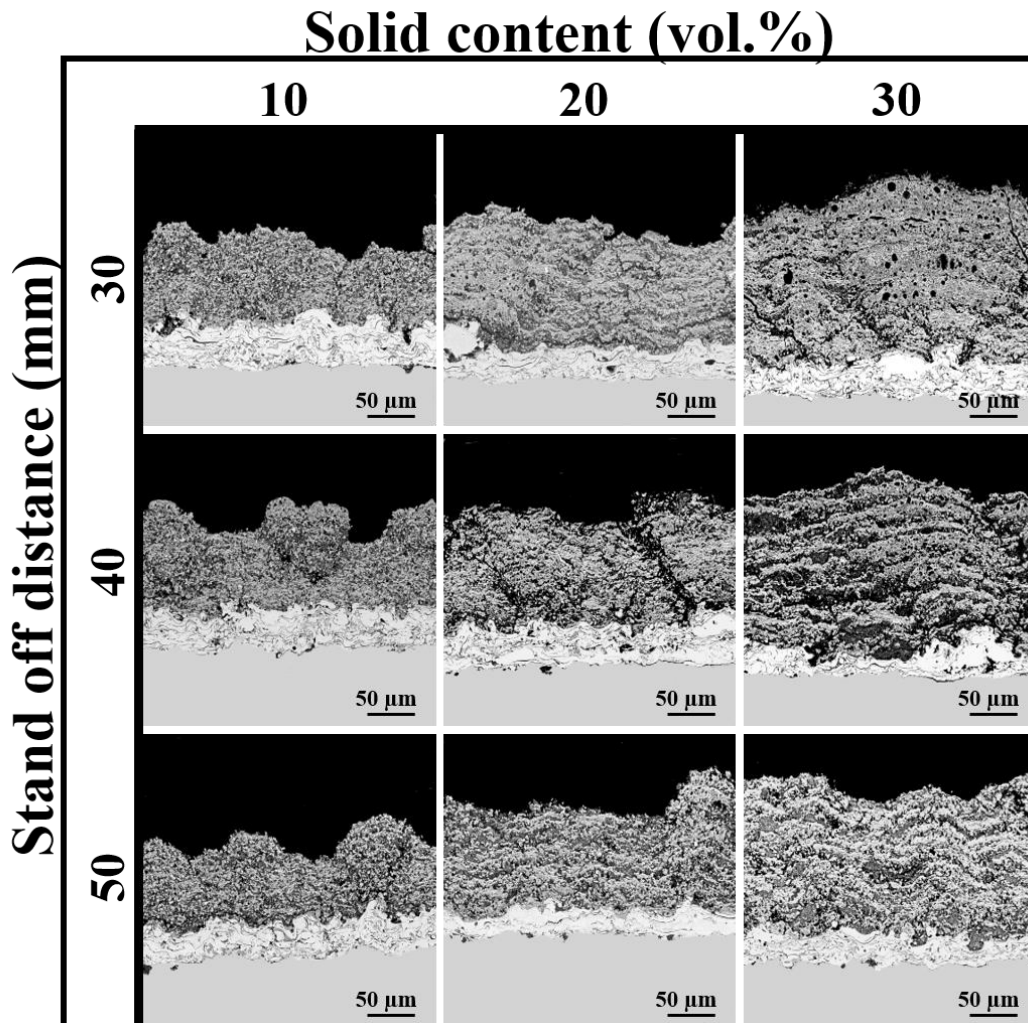 Solid content (vol.%)
10 20 30
Stand off distance (mm)
30
50 µm 50 µm 50 µm
40
50 µm 50 µm 50 µm
50
50 µm 50 µm 50 µm